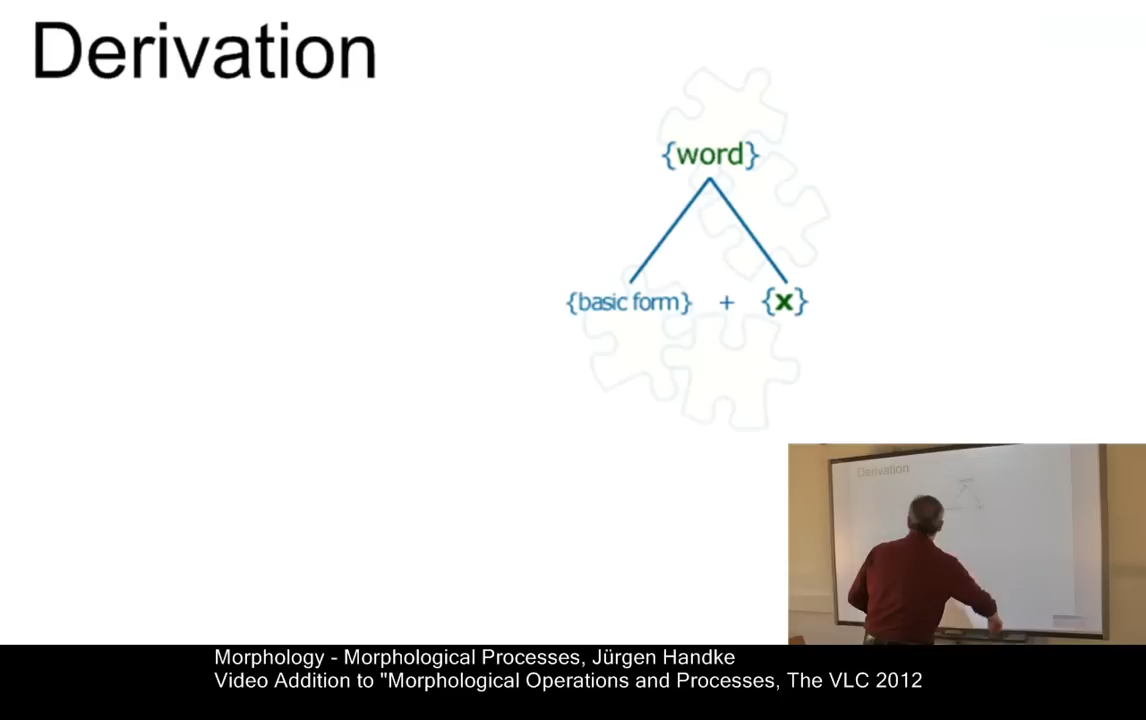 Derivation
{word}
{basic form} + {x}
Derivation
Morphology - Morphological Processes, Jürgen Handke
Video Addition to "Morphological Operations and Processes, The VLC 2012